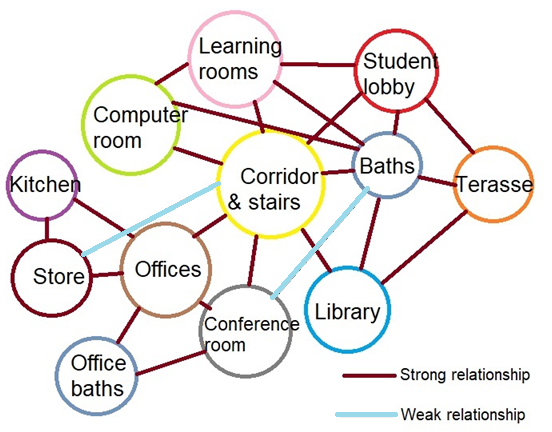 Learning
rooms
Student
lobby
Computer
room
Corridor
& stairs
Baths
Kitchen
Terasse
Store
Offices
Conference
room
Library
Office
baths
Strong relationship
Weak relationship